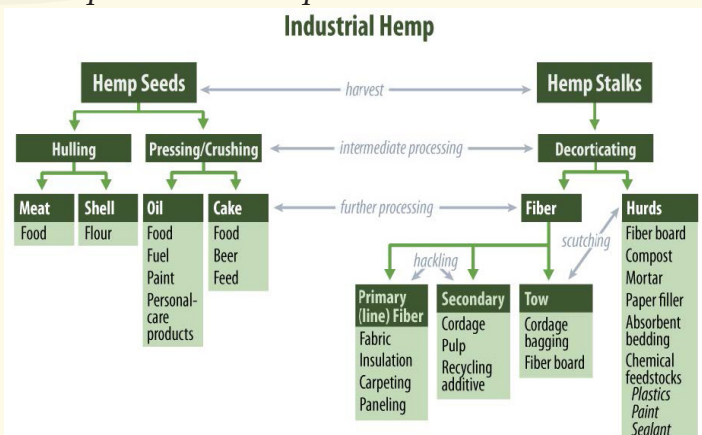 Industrial Hemp
Hemp Seeds
harvest
Hemp Stalks
Hulling
Pressing/Crushing
intermediate processing
Decorticating
Meat
Food
Shell
Flour
Oil
Food
Fuel
Paint
Personal-
care
products
Cake
Food
Beer
Feed
further processing
Fiber
hackling
scutching
Primary
(line) Fiber
Fabric
Insulation
Carpeting
Paneling
Secondary
Cordage
Pulp
Recycling
additive
Tow
Cordage
bagging
Fiber board
Hurds
Fiber board
Compost
Mortar
Paper filler
Absorbent
bedding
Chemical
feedstocks
Plastics
Paint
Sealant